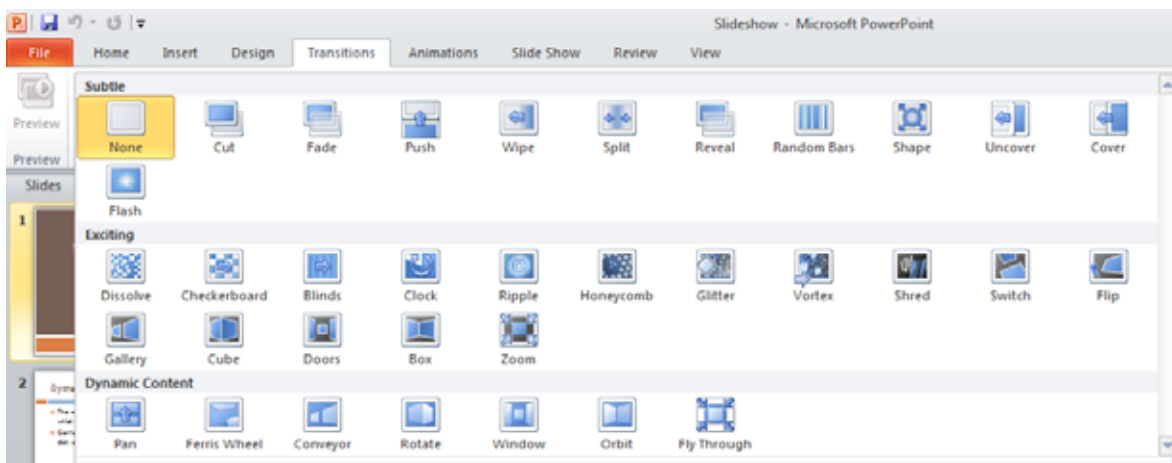 Slideshow - Microsoft PowerPoint
File Home Insert Design Transitions Animations Slide Show Review View
Preview
Preview
Slides
1
2
Subtle
None Cut Fade Push Wipe Split Reveal Random Bars Shape Uncover Cover
Flash
Exciting
Dissolve Checkerboard Blinds Clock Ripple Honeycomb Glitter Vortex Shred Switch Flip
Gallery Cube Doors Box Zoom
Dynamic Content
Pan Ferris Wheel Conveyor Rotate Window Orbit Fly Through